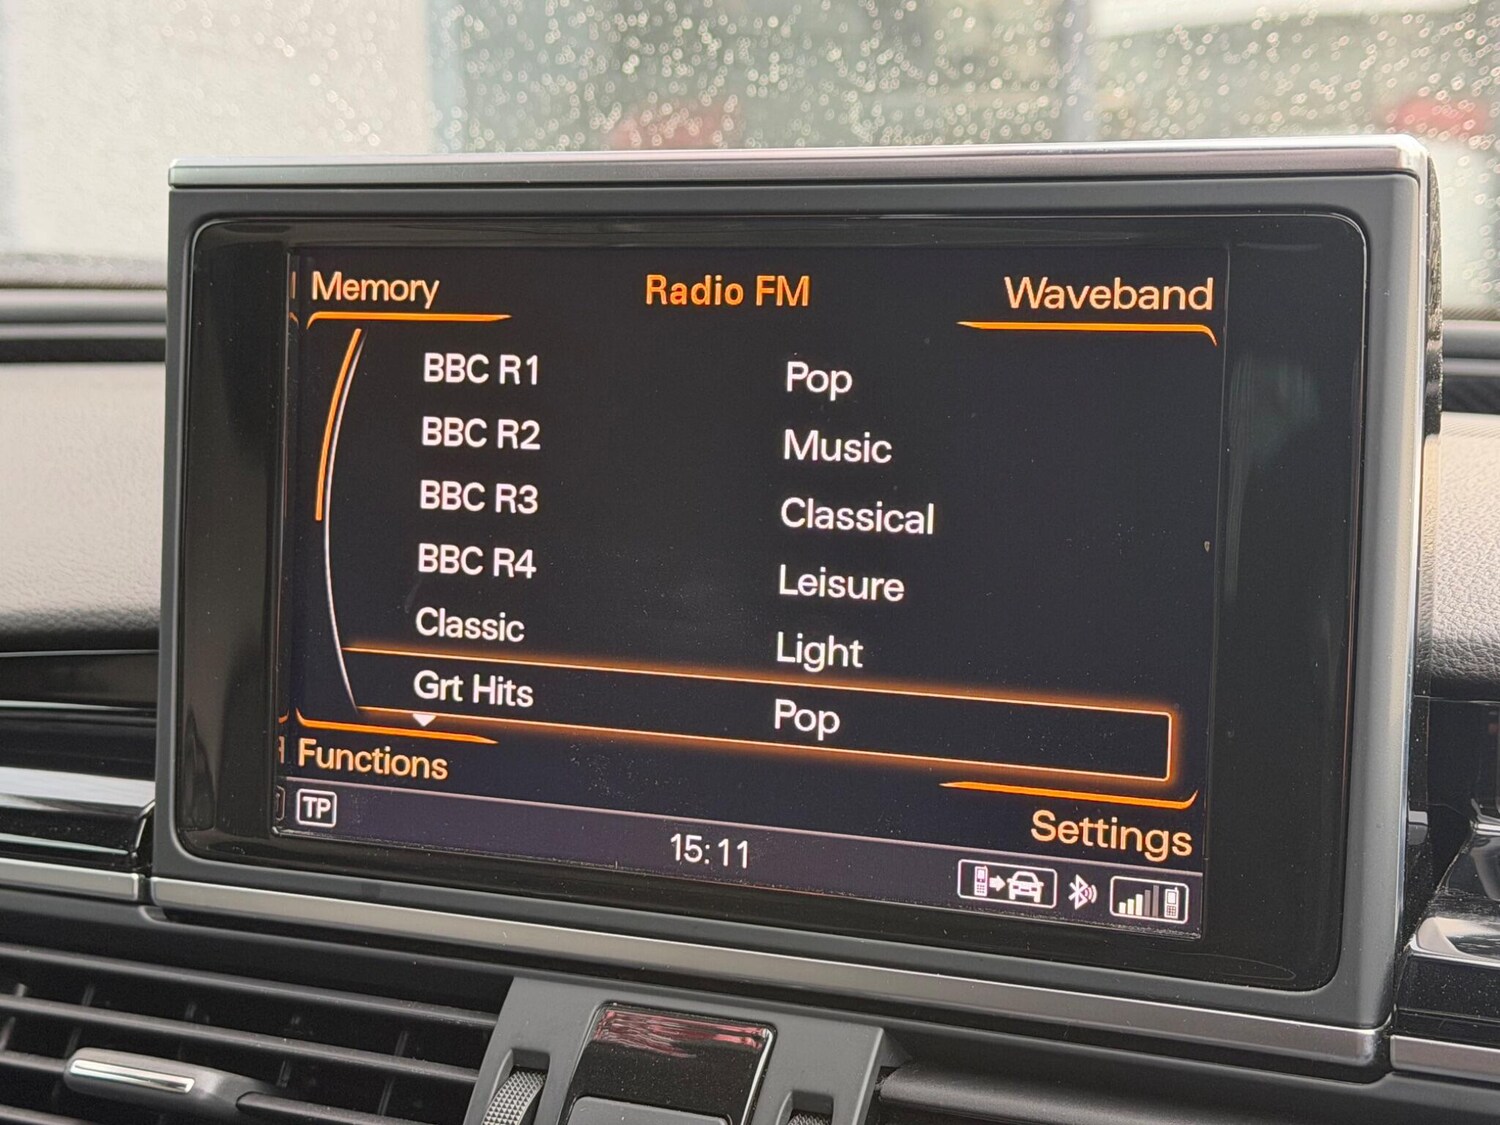 Memory Radio FM Waveband
BBC R1 Pop
BBC R2 Music
BBC R3 Classical
BBC R4 Leisure
Classic Light
Grt Hits Pop
Functions
Settings
TP
15:11